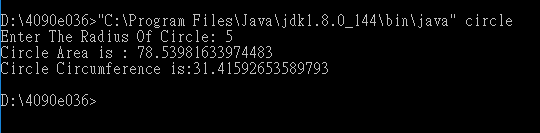 D:\4090e036>"C:\Program Files\Java\jdk1.8.0_144\bin\java" circle
Enter The Radius Of Circle: 5
Circle Area is : 78.53981633974483
Circle Circumference is:31.41592653589793
D:\4090e036>